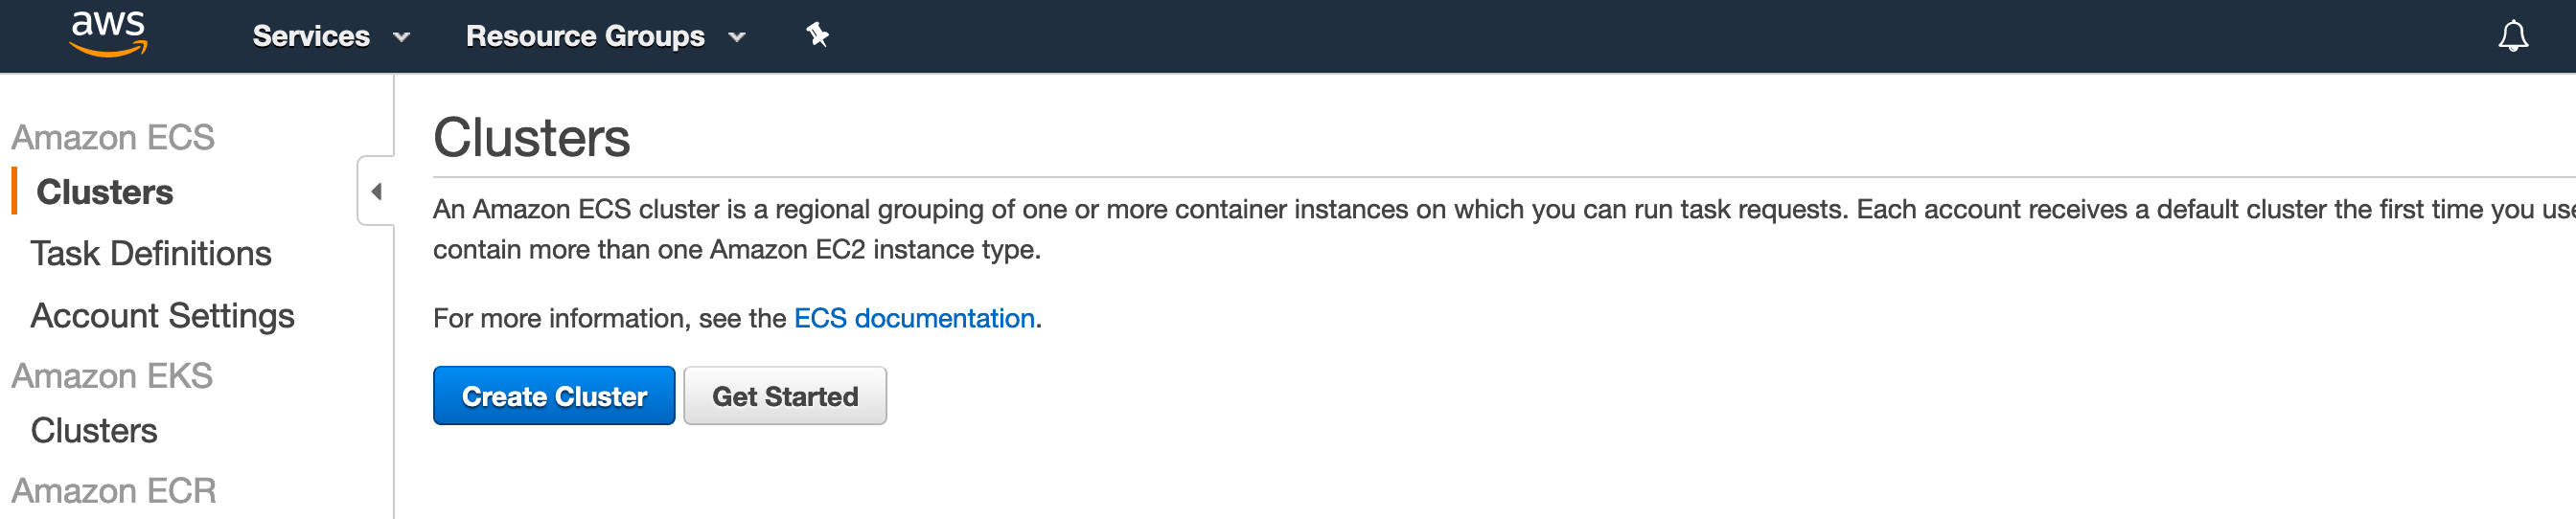 aws
Services
Resource Groups
Amazon ECS
Clusters
Task Definitions
Account Settings
Amazon EKS
Clusters
Amazon ECR
Clusters
An Amazon ECS cluster is a regional grouping of one or more container instances on which you can run task requests. Each account receives a default cluster the first time you use
contain more than one Amazon EC2 instance type.
For more information, see the ECS documentation.
Create Cluster
Get Started